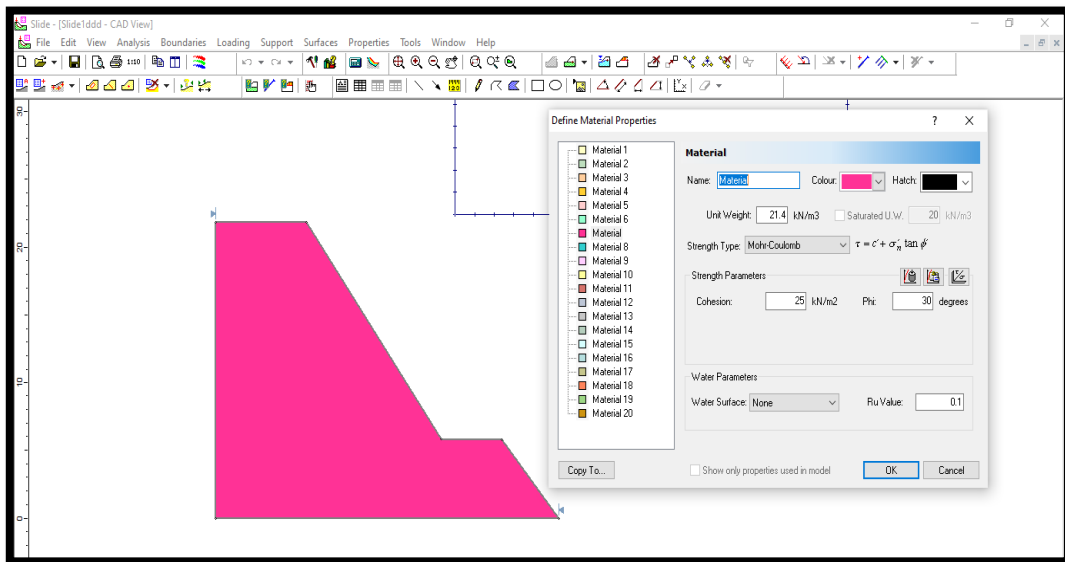 Slide - [Slide1ddd - CAD View]
File Edit View Analysis Boundaries Loading Support Surfaces Properties Tools Window Help
1:10
120
30
20
10
0
Define Material Properties ?
Material 1
Material 2
Material 3
Material 4
Material 5
Material 6
Material
Material 8
Material 9
Material 10
Material 11
Material 12
Material 13
Material 14
Material 15
Material 16
Material 17
Material 18
Material 19
Material 20
Copy To...
Material
Name: Material Colour: Hatch:
Unit Weight: 21.4 kN/m3 Saturated U.W. 20 kN/m3
Strength Type: Mohr-Coulomb τ = c′ + σ′n tan ϕ′
Strength Parameters
Cohesion: 25 kN/m2 Phi: 30 degrees
Water Parameters
Water Surface: None Ru Value: 0.1
Show only properties used in model OK Cancel